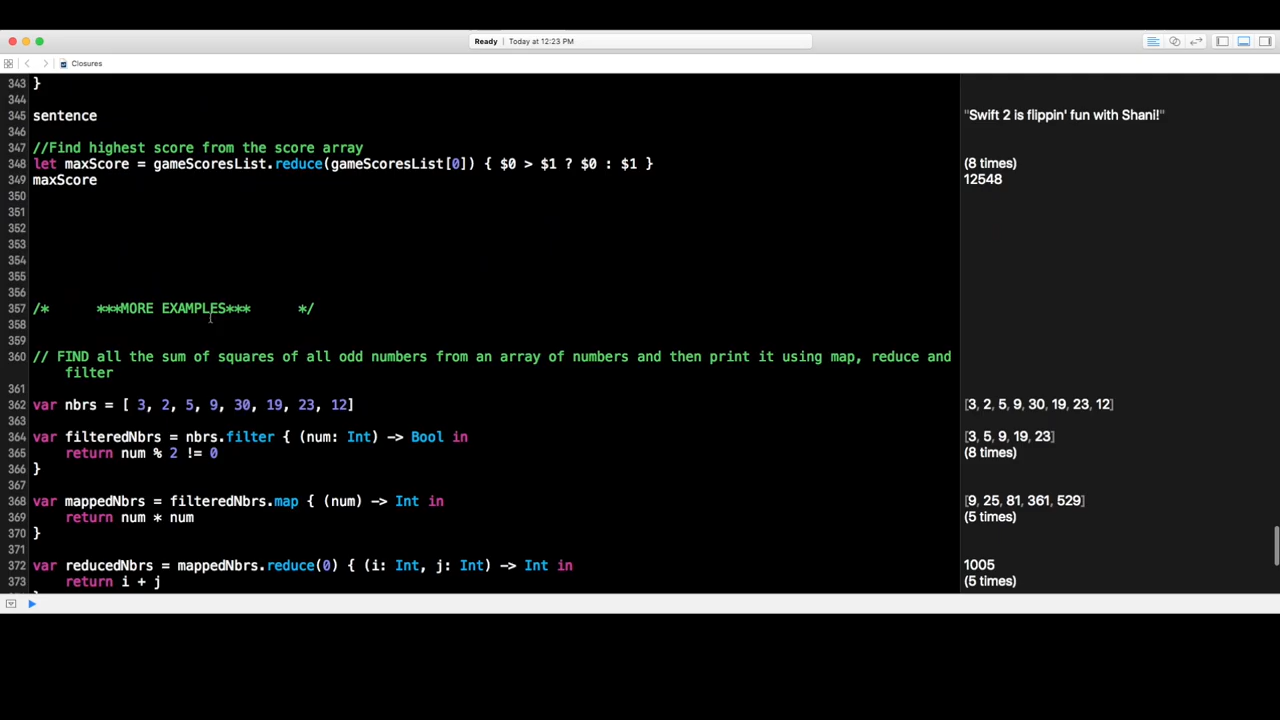 Ready | Today at 12:23 PM
Closures
343 }
344
345 sentence "Swift 2 is flippin' fun with Shani!"
346
347 //Find highest score from the score array
348 let maxScore = gameScoresList.reduce(gameScoresList[0]) { $0 > $1 ? $0 : $1 } (8 times)
349 maxScore 12548
350
351
352
353
354
355
356
357 /* ***MORE EXAMPLES*** */
358
359
360 // FIND all the sum of squares of all odd numbers from an array of numbers and then print it using map, reduce and
filter
361
362 var nbrs = [ 3, 2, 5, 9, 30, 19, 23, 12] [3, 2, 5, 9, 30, 19, 23, 12]
363
364 var filteredNbrs = nbrs.filter { (num: Int) -> Bool in [3, 5, 9, 19, 23]
365 return num % 2 != 0 (8 times)
366 }
367
368 var mappedNbrs = filteredNbrs.map { (num) -> Int in [9, 25, 81, 361, 529]
369 return num * num (5 times)
370 }
371
372 var reducedNbrs = mappedNbrs.reduce(0) { (i: Int, j: Int) -> Int in 1005
373 return i + j (5 times)